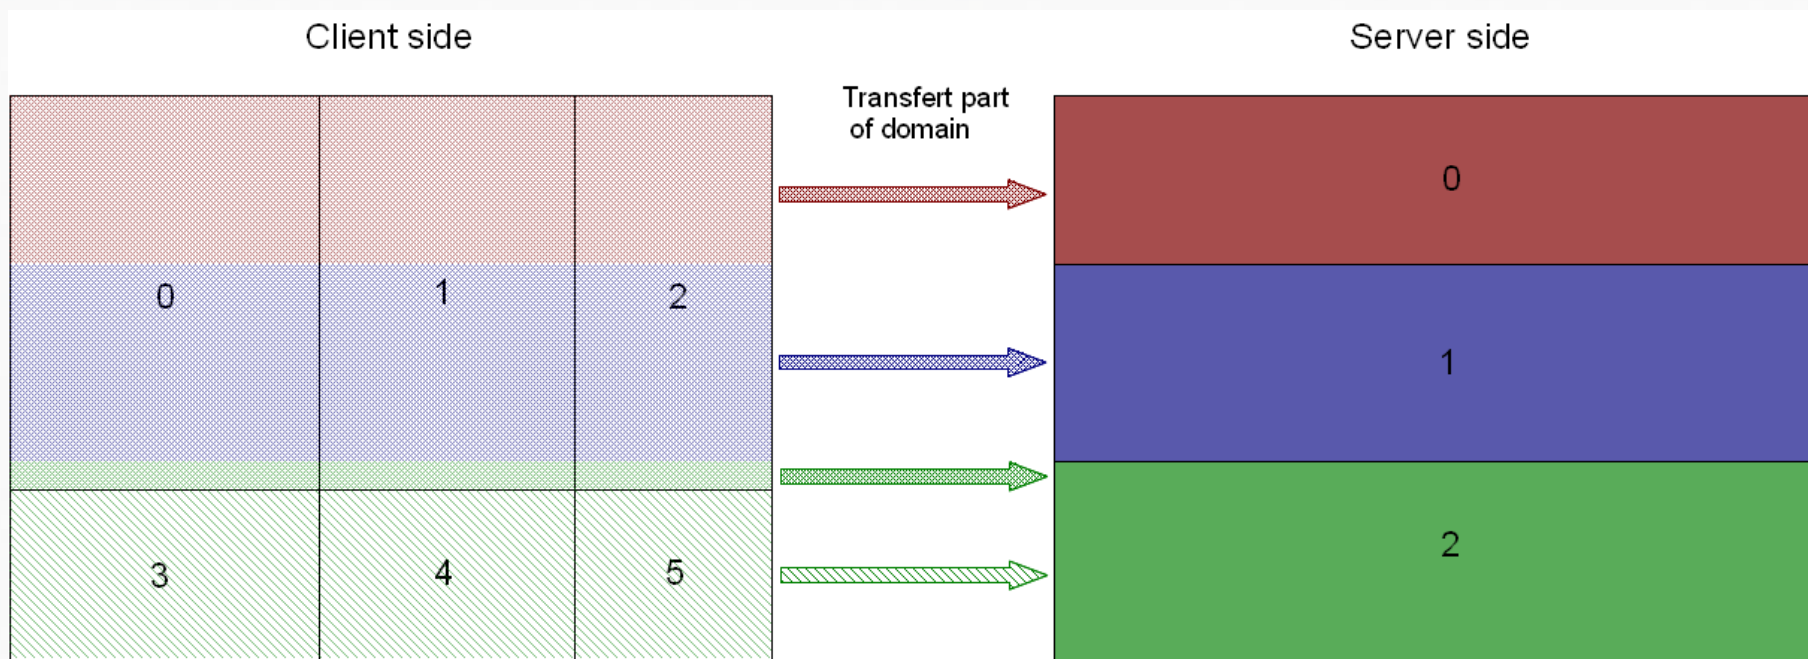 Client side
Server side
Transfert part
of domain
0
0
1
2
1
2
3
4
5